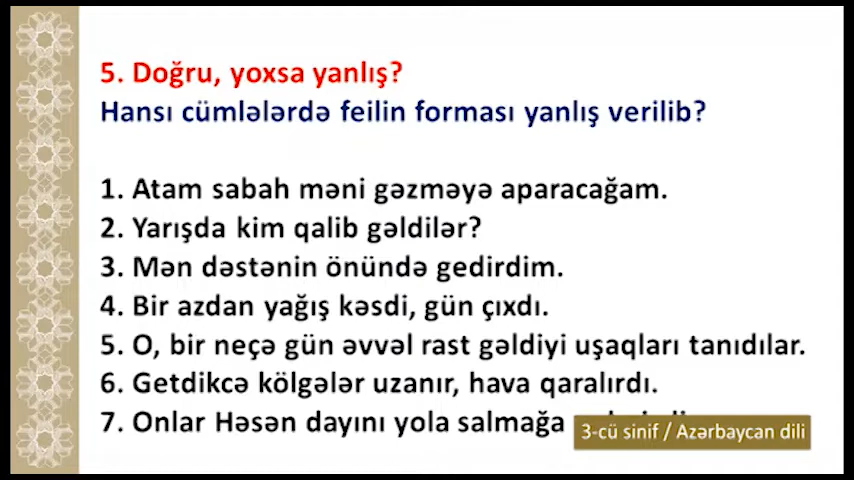 5. Doğru, yoxsa yanlış?
Hansı cümlələrdə feilin forması yanlış verilib?
1. Atam sabah məni gəzməyə aparacağam.
2. Yarışda kim qalib gəldilər?
3. Mən dəstənin önündə gedirdim.
4. Bir azdan yağış kəsdi, gün çıxdı.
5. O, bir neçə gün əvvəl rast gəldiyi uşaqları tanıdılar.
6. Getdikcə kölgələr uzanır, hava qaralırdı.
7. Onlar Həsən dayını yola salmağa
3-cü sinif / Azərbaycan dili